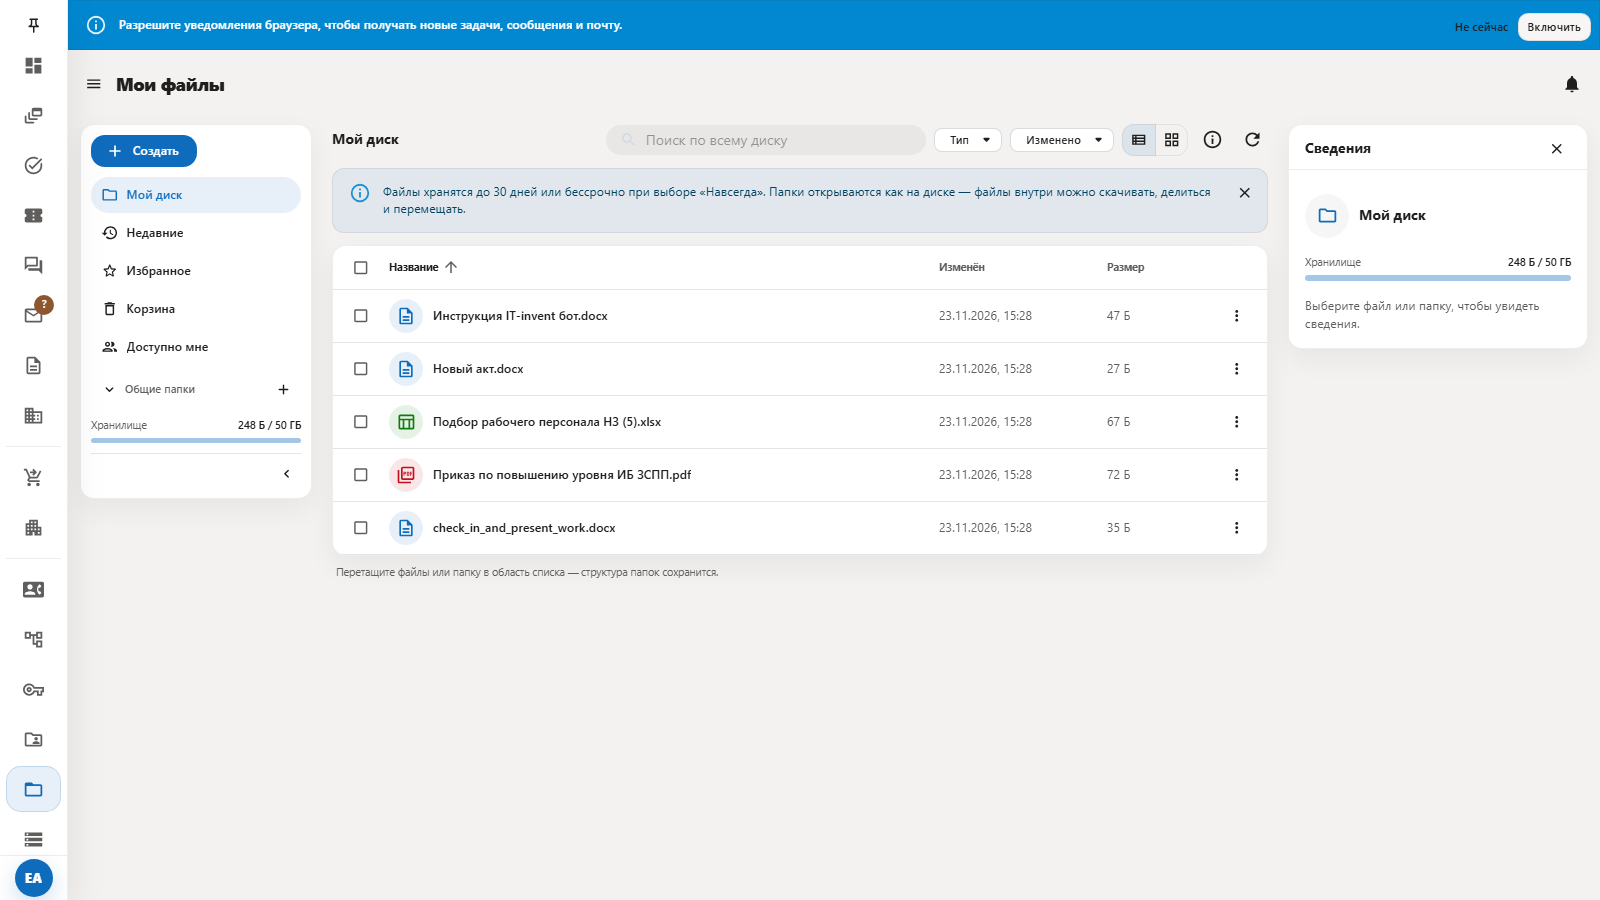 Разрешите уведомления браузера, чтобы получать новые задачи, сообщения и почту.
Не сейчас
Включить
Мои файлы
Создать
Мой диск
Недавние
Избранное
Корзина
Доступно мне
Общие папки
Хранилище 248 Б / 50 ГБ
Мой диск
Поиск по всему диску
Тип
Изменено
Файлы хранятся до 30 дней или бессрочно при выборе «Навсегда». Папки открываются как на диске — файлы внутри можно скачивать, делиться
и перемещать.
Название Изменён Размер
Инструкция IT-invent бот.docx 23.11.2026, 15:28 47 Б
Новый акт.docx 23.11.2026, 15:28 27 Б
Подбор рабочего персонала Н3 (5).xlsx 23.11.2026, 15:28 67 Б
PDF
Приказ по повышению уровня ИБ ЗСПП.pdf 23.11.2026, 15:28 72 Б
check_in_and_present_work.docx 23.11.2026, 15:28 35 Б
Перетащите файлы или папку в область списка — структура папок сохранится.
Сведения
Мой диск
Хранилище 248 Б / 50 ГБ
Выберите файл или папку, чтобы увидеть
сведения.
?
EA